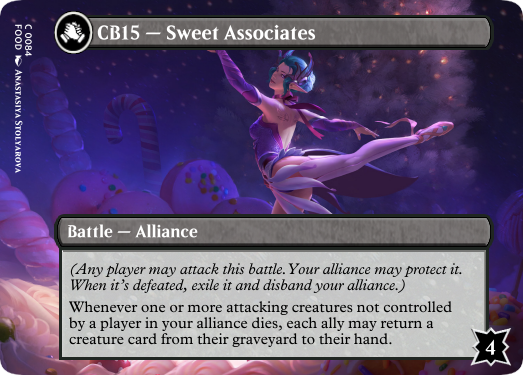 CB15 — Sweet Associates
C 0084
FOOD ANASTASIYA STOLYAROVA
Battle — Alliance
(Any player may attack this battle. Your alliance may protect it.
When it's defeated, exile it and disband your alliance.)
Whenever one or more attacking creatures not controlled
by a player in your alliance dies, each ally may return a
creature card from their graveyard to their hand.
4